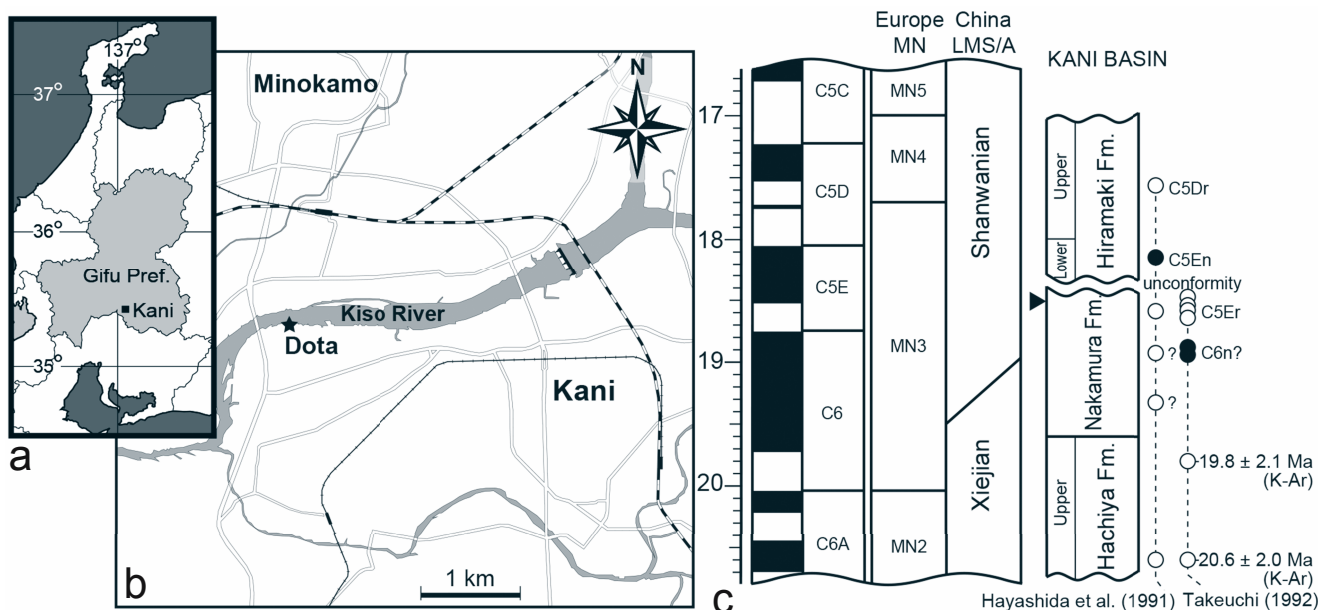 137°
37°
36°
Gifu Pref.
Kani
35°
a
Minokamo
N
Kiso River
Dota
Kani
1 km
b
Europe
MN
China
LMS/A
KANI BASIN
17
18
19
20
C5C
C5D
C5E
C6
C6A
MN5
MN4
MN3
MN2
Shanwanian
Xiejian
Upper
Lower
Hiramaki Fm.
Nakamura Fm.
Upper
Hachiya Fm.
C5Dr
C5En
unconformity
C5Er
? C6n?
?
19.8 ± 2.1 Ma
(K-Ar)
20.6 ± 2.0 Ma
(K-Ar)
Hayashida et al. (1991) Takeuchi (1992)
c